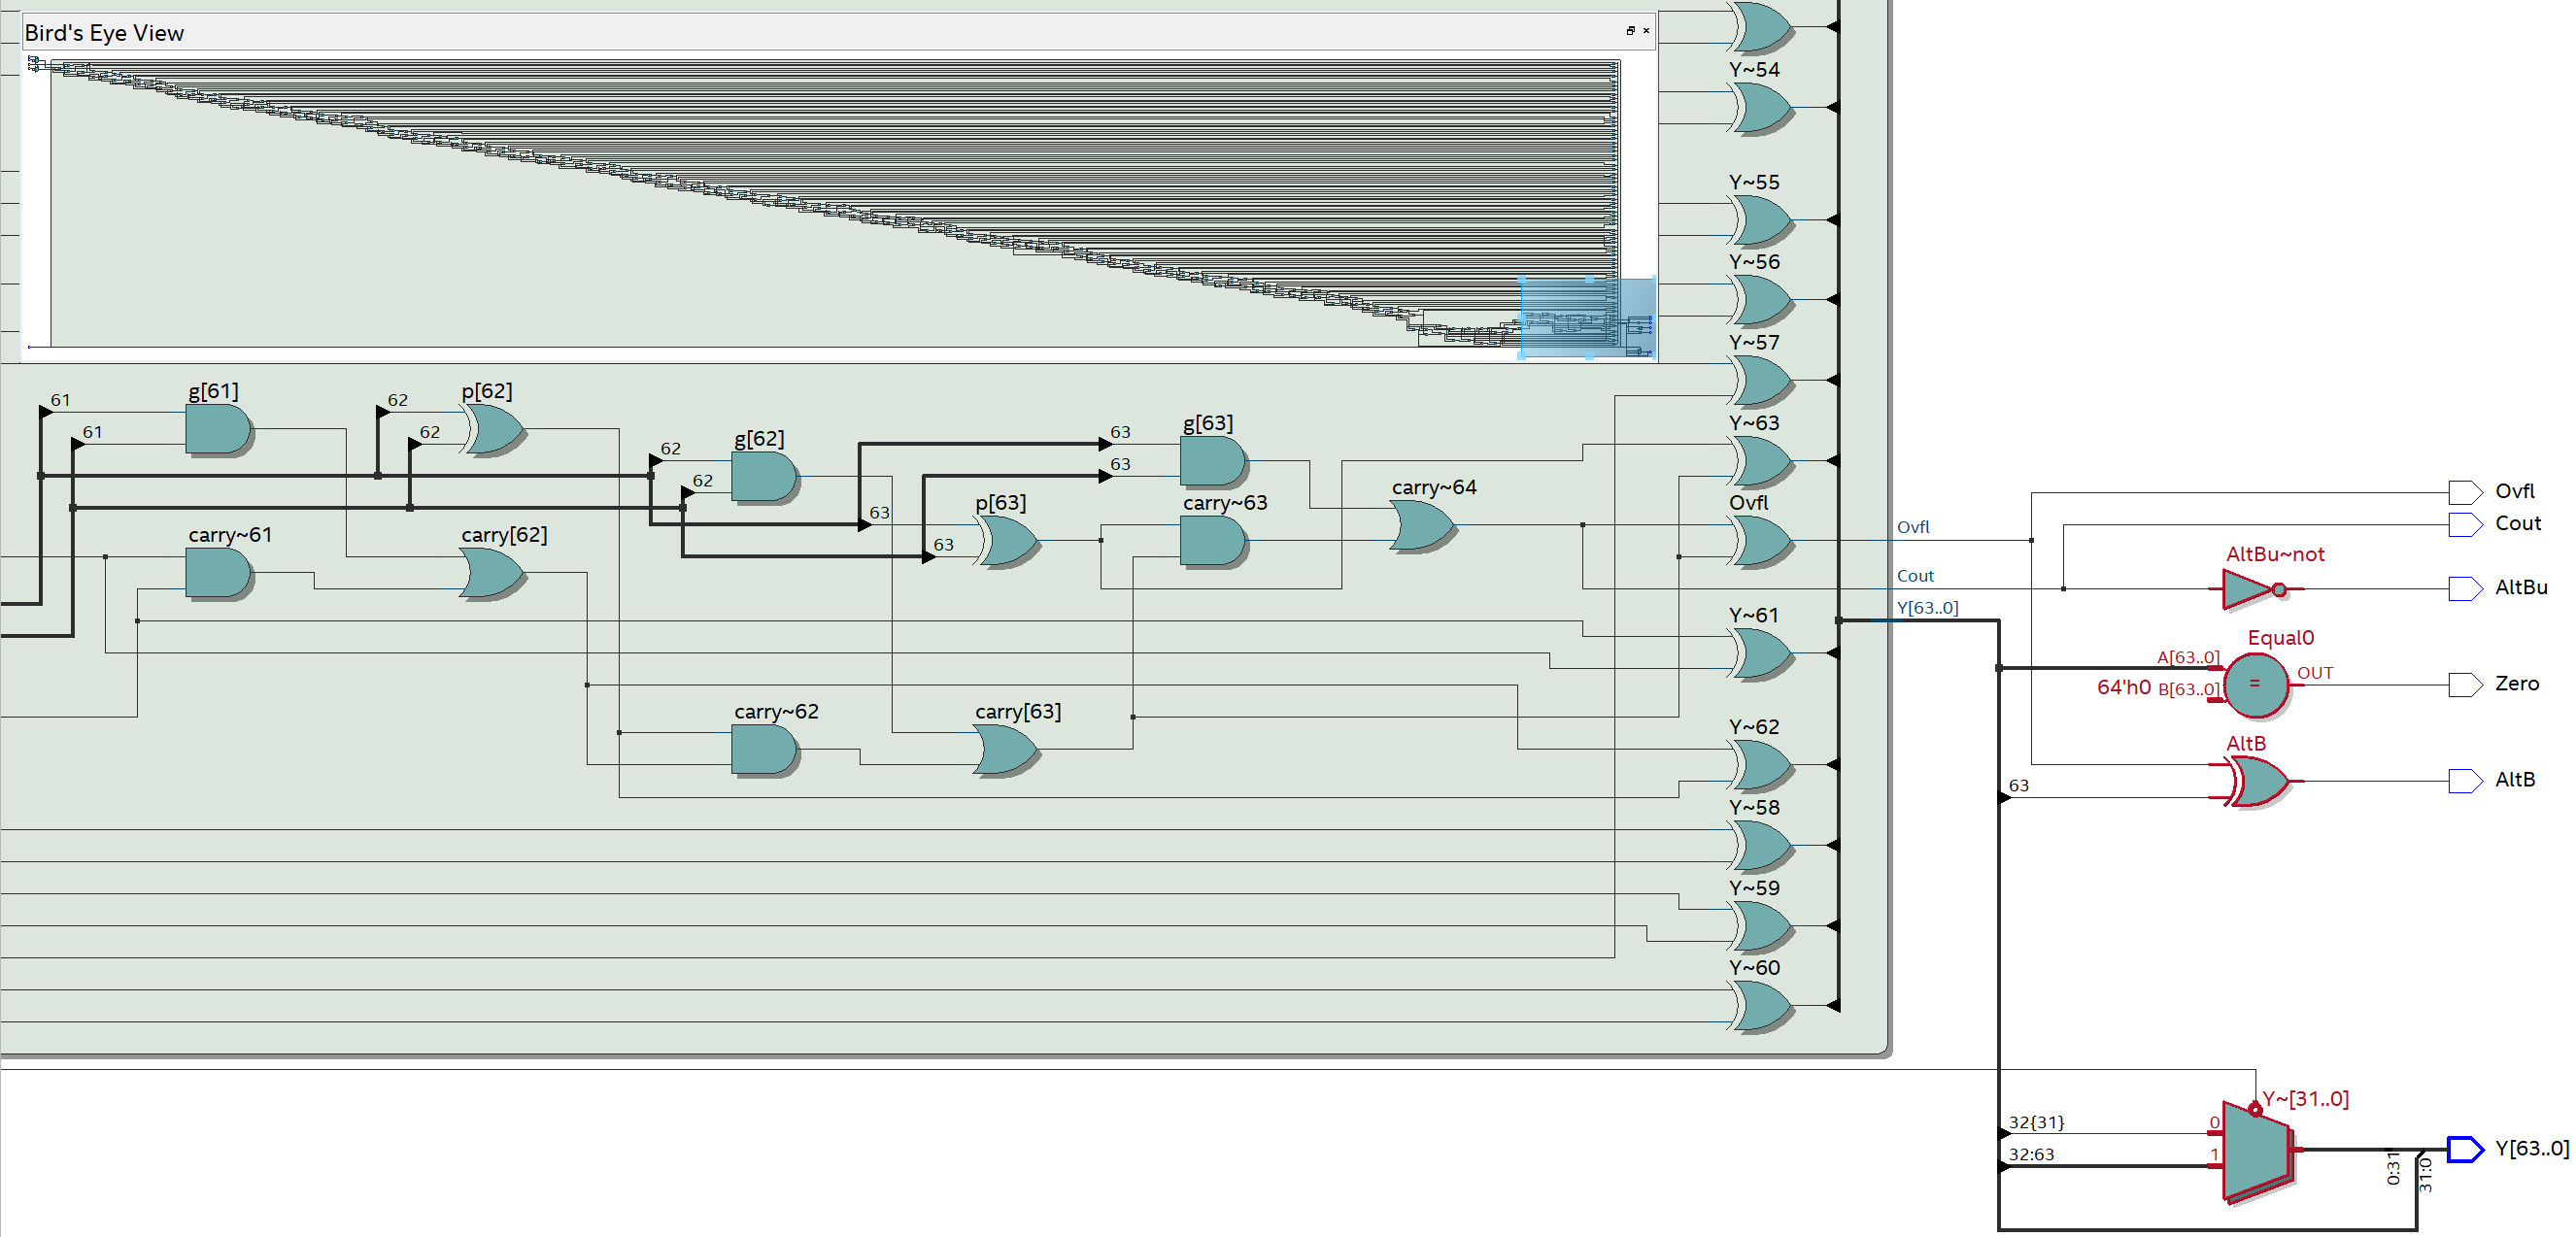 Bird's Eye View
Y~54
Y~55
Y~56
Y~57
61
g[61]
62
p[62]
61
62
62
g[62]
62
63
g[63]
63
Y~63
carry~61
carry[62]
63
p[63]
63
carry~63
carry~64
Ovfl
Ovfl
Ovfl
Cout
Cout
AltBu~not
AltBu
Y[63..0]
Y~61
Equal0
A[63..0]
64'h0 B[63..0]
=
OUT
Zero
carry~62
carry[63]
Y~62
AltB
AltB
63
Y~58
Y~59
Y~60
Y~[31..0]
32{31}
0
32:63
1
0:31
31:0
Y[63..0]